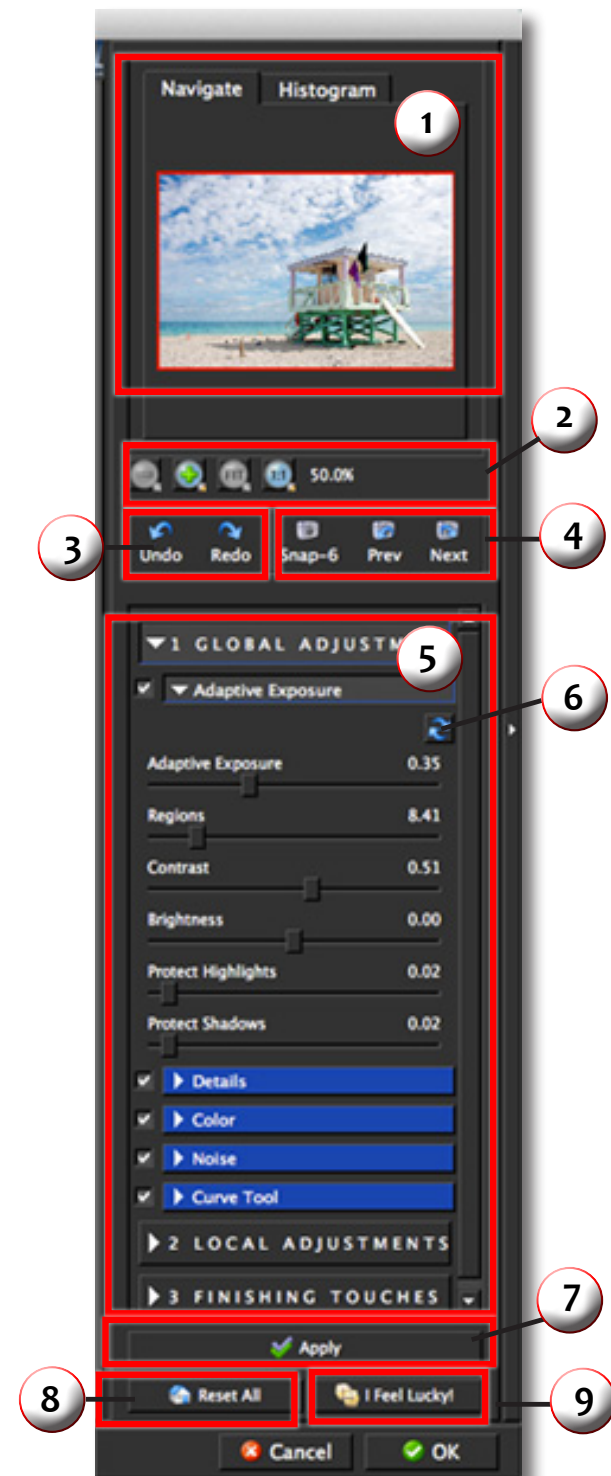 Navigate Histogram
1
2
FIT 1:1 50.0%
3
Undo Redo Snap-6 Prev Next
4
1 GLOBAL ADJUSTM
5
Adaptive Exposure
6
Adaptive Exposure 0.35
Regions 8.41
Contrast 0.51
Brightness 0.00
Protect Highlights 0.02
Protect Shadows 0.02
Details
Color
Noise
Curve Tool
2 LOCAL ADJUSTMENTS
3 FINISHING TOUCHES
7
Apply
8
Reset All I Feel Lucky!
9
Cancel OK